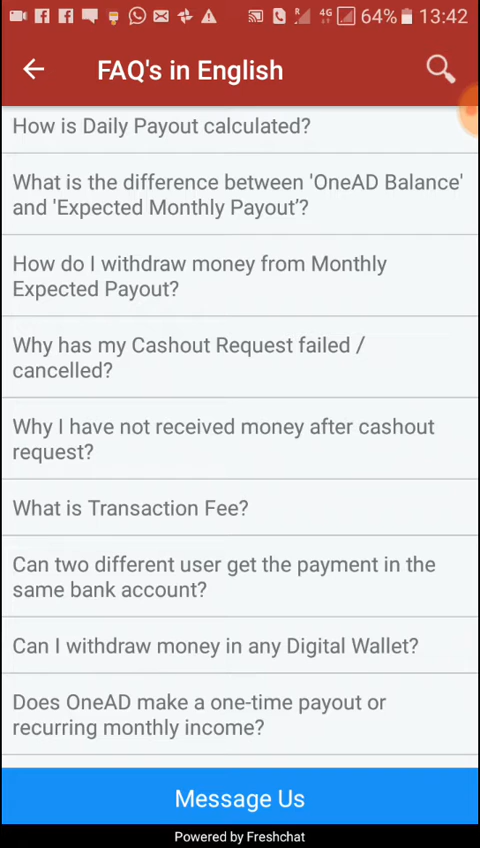 R 4G 64% 13:42
FAQ's in English
How is Daily Payout calculated?
What is the difference between 'OneAD Balance'
and 'Expected Monthly Payout'?
How do I withdraw money from Monthly
Expected Payout?
Why has my Cashout Request failed /
cancelled?
Why I have not received money after cashout
request?
What is Transaction Fee?
Can two different user get the payment in the
same bank account?
Can I withdraw money in any Digital Wallet?
Does OneAD make a one-time payout or
recurring monthly income?
Message Us
Powered by Freshchat